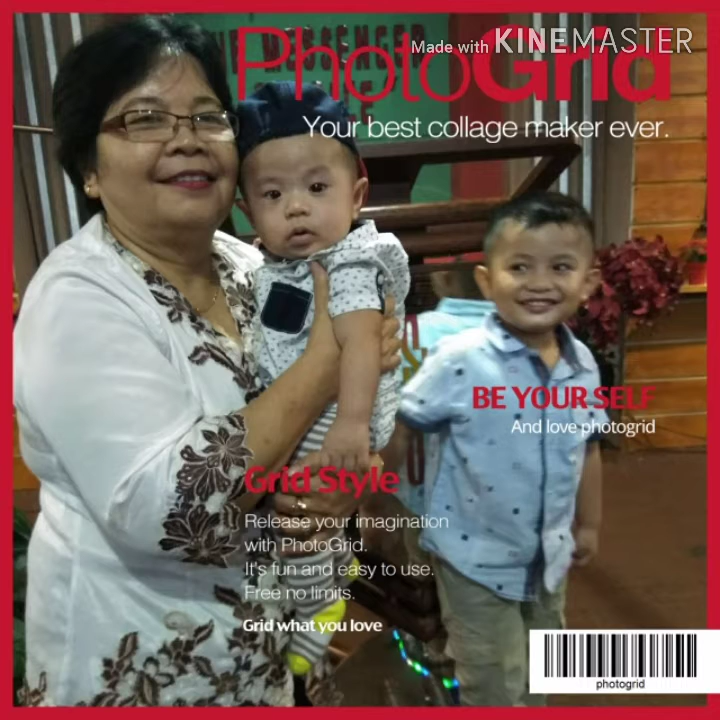 Made with KINEMASTER
PhotoGrid
Your best collage maker ever.
BE YOUR SELF
And love photogrid
Grid Style
Release your imagination
with PhotoGrid.
It's fun and easy to use.
Free no limits.
Grid what you love
photogrid